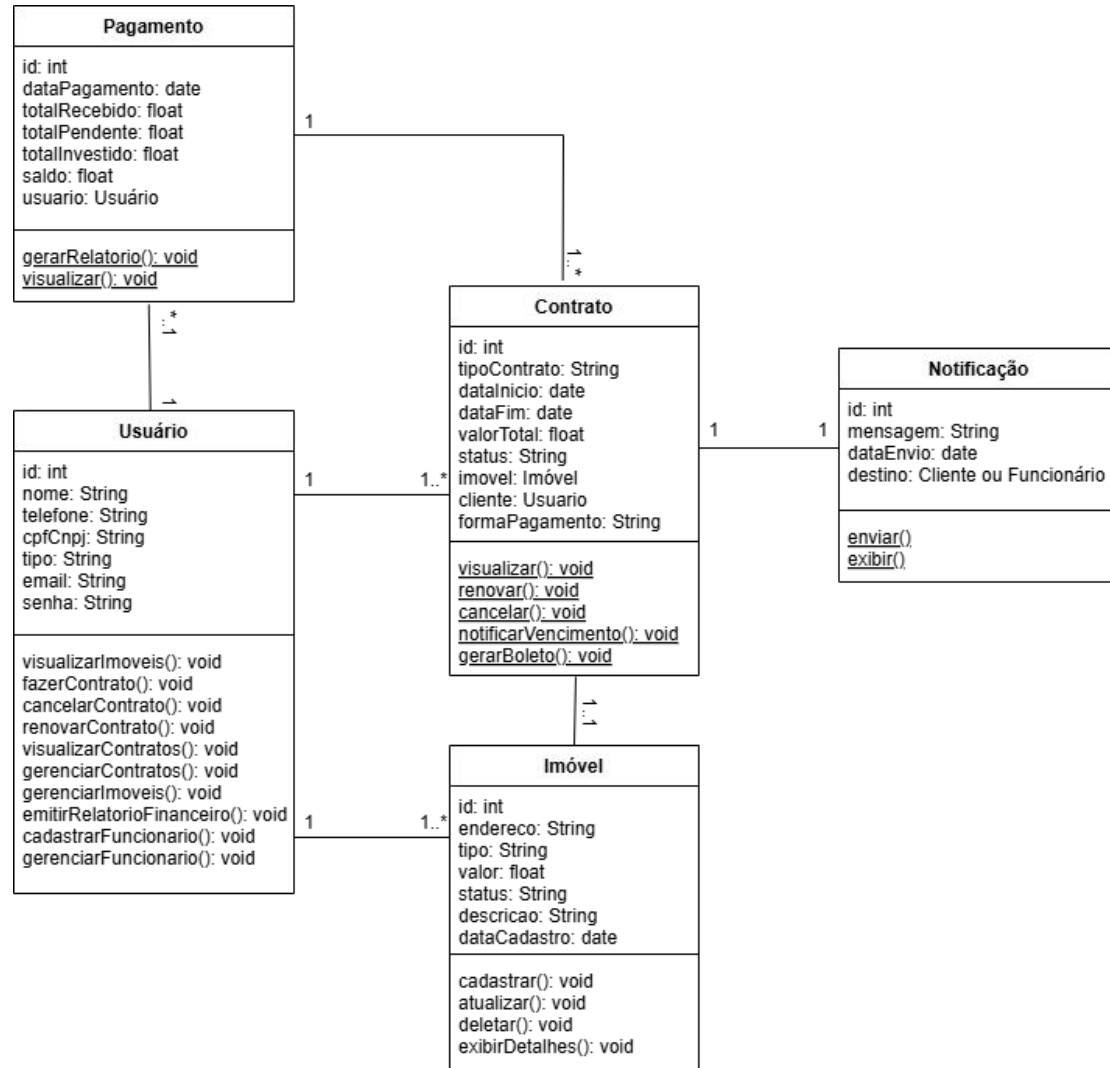 Pagamento
id: int
dataPagamento: date
totalRecebido: float
totalPendente: float
totalInvestido: float
saldo: float
usuario: Usuário
gerarRelatorio(): void
visualizar(): void
1
1..*
1..*
1
Contrato
id: int
tipoContrato: String
dataInicio: date
dataFim: date
valorTotal: float
status: String
imovel: Imóvel
cliente: Usuario
formaPagamento: String
visualizar(): void
renovar(): void
cancelar(): void
notificarVencimento(): void
gerarBoleto(): void
1
1
Notificação
id: int
mensagem: String
dataEnvio: date
destino: Cliente ou Funcionário
enviar()
exibir()
Usuário
id: int
nome: String
telefone: String
cpfCnpj: String
tipo: String
email: String
senha: String
visualizarImoveis(): void
fazerContrato(): void
cancelarContrato(): void
renovarContrato(): void
visualizarContratos(): void
gerenciarContratos(): void
gerenciarImoveis(): void
emitirRelatorioFinanceiro(): void
cadastrarFuncionario(): void
gerenciarFuncionario(): void
1
1..*
1..1
1
1..*
Imóvel
id: int
endereco: String
tipo: String
valor: float
status: String
descricao: String
dataCadastro: date
cadastrar(): void
atualizar(): void
deletar(): void
exibirDetalhes(): void